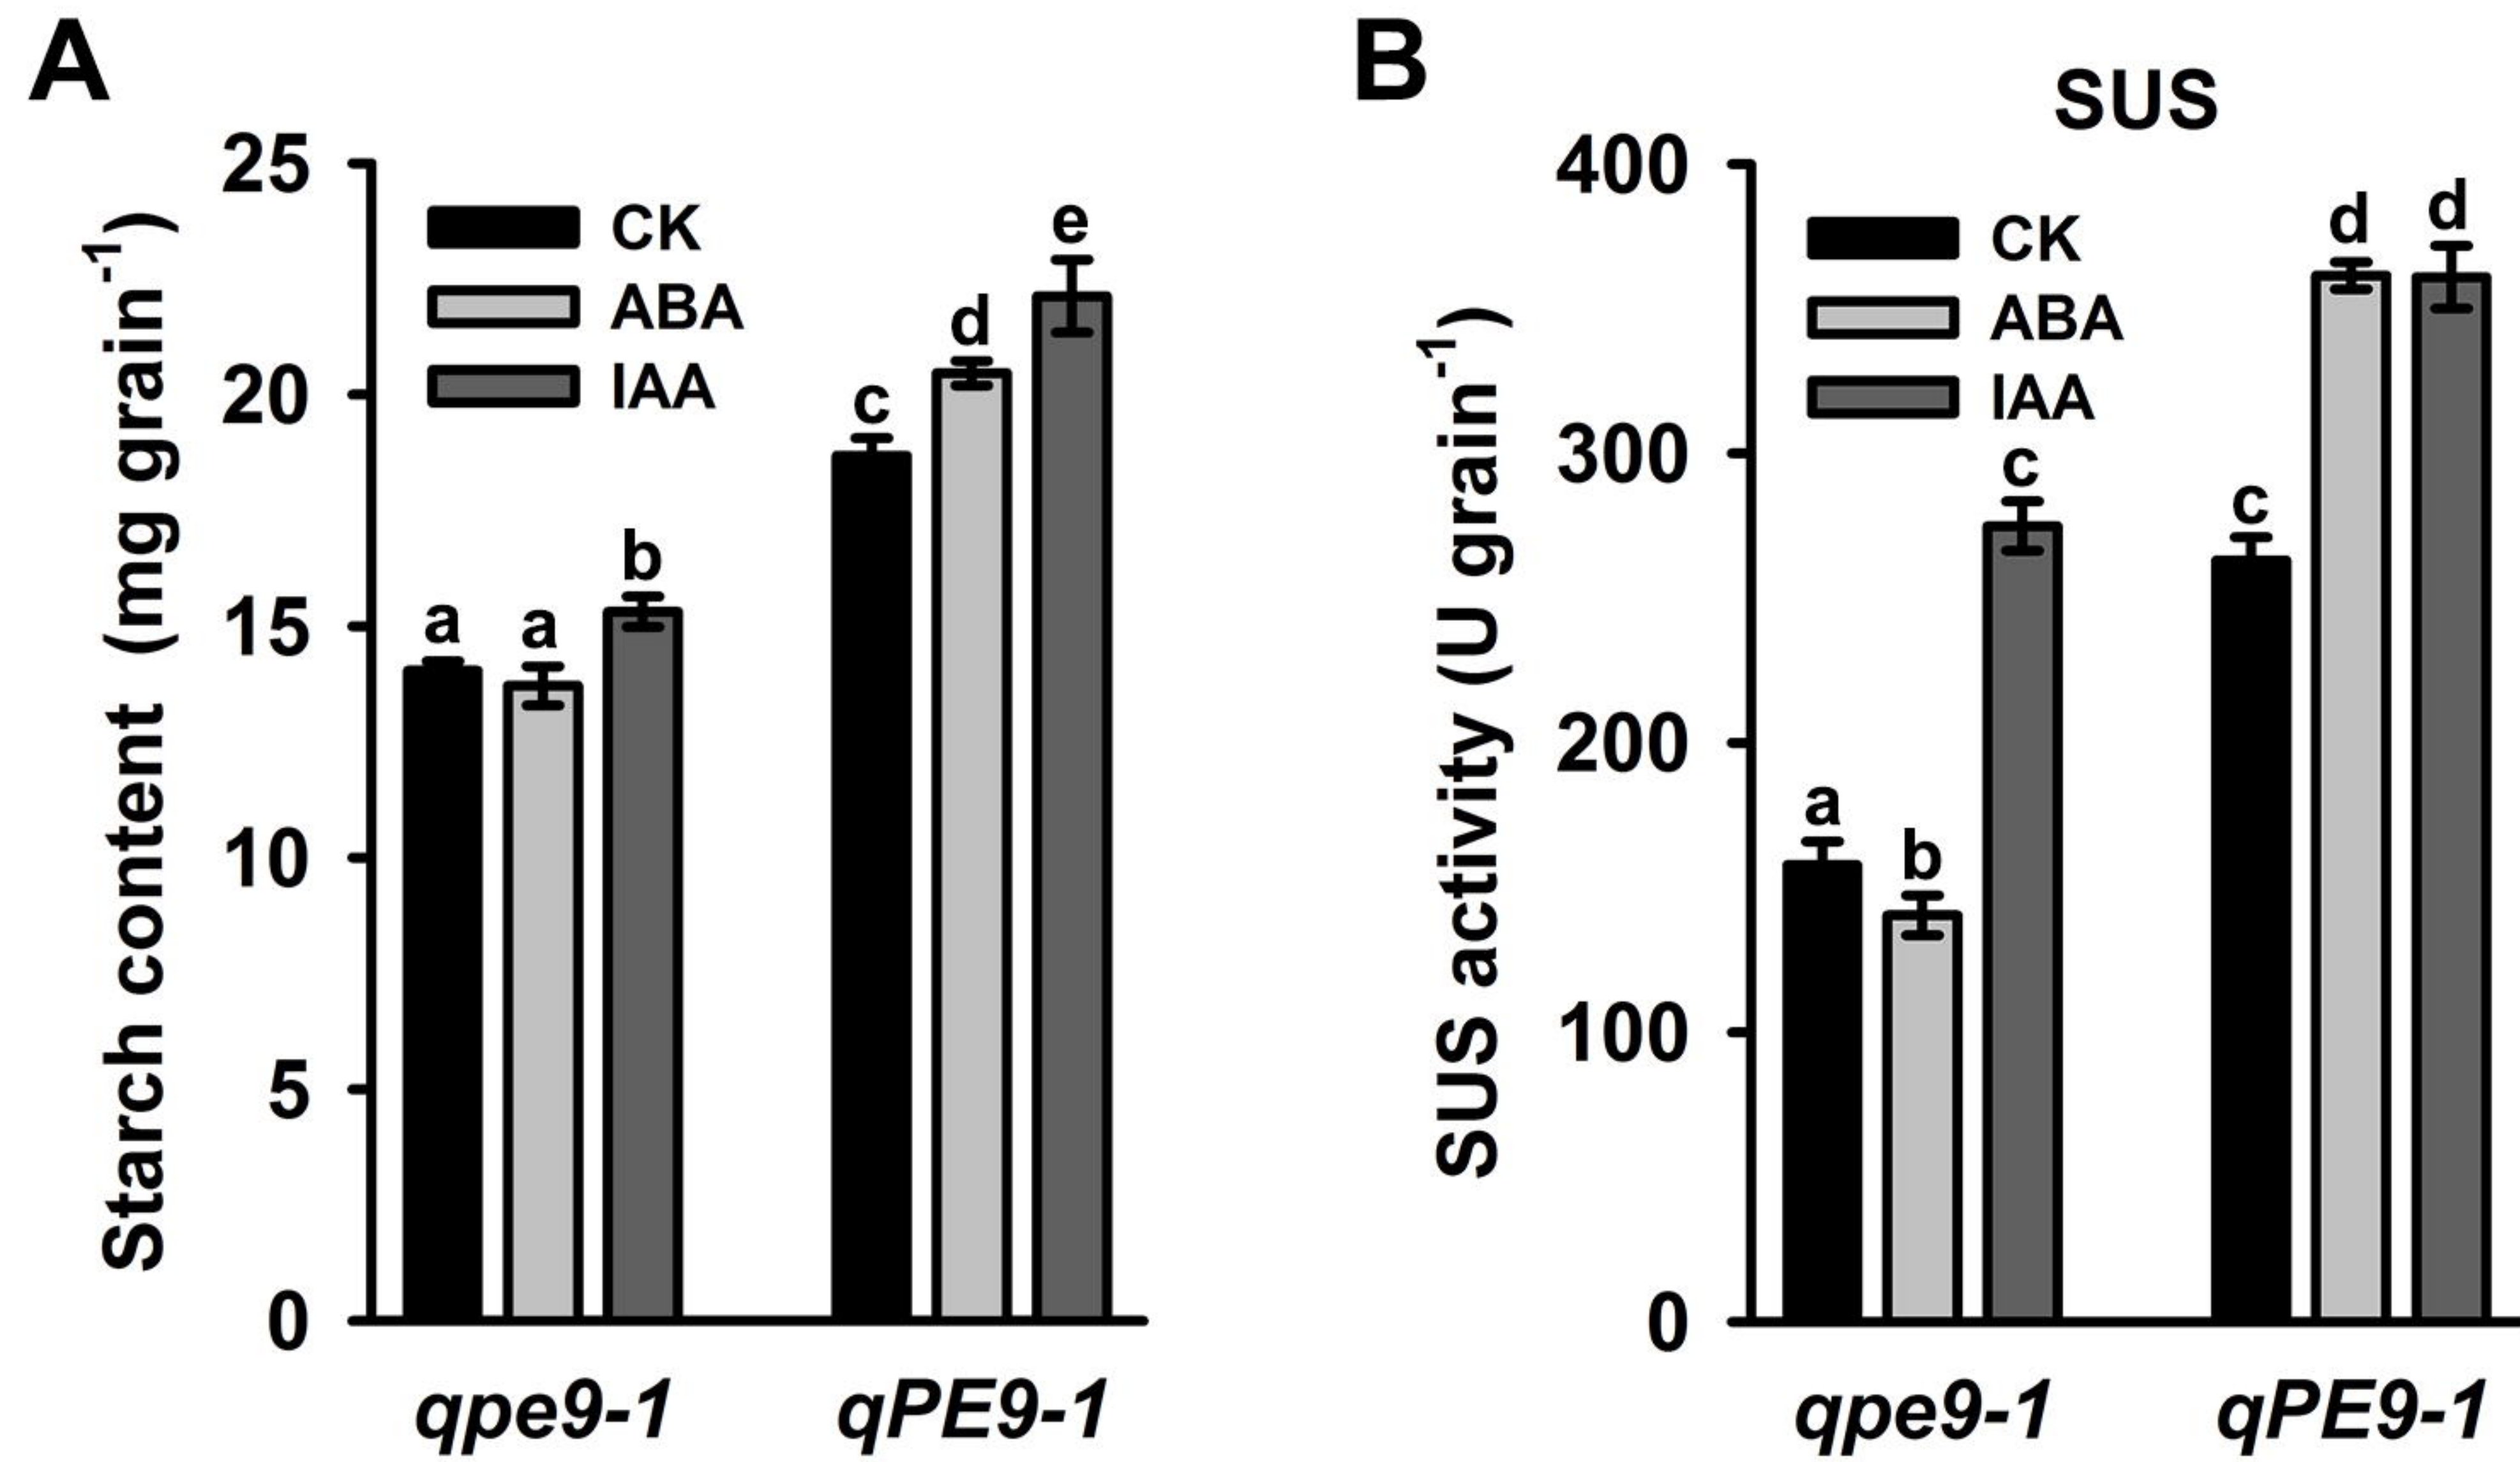 A
Starch content (mg grain⁻¹)
25
20
15
10
5
0
CK
ABA
IAA
a
a
b
c
d
e
qpe9-1
qPE9-1
B
SUS
SUS activity (U grain⁻¹)
400
300
200
100
0
CK
ABA
IAA
a
b
c
c
d
d
qpe9-1
qPE9-1